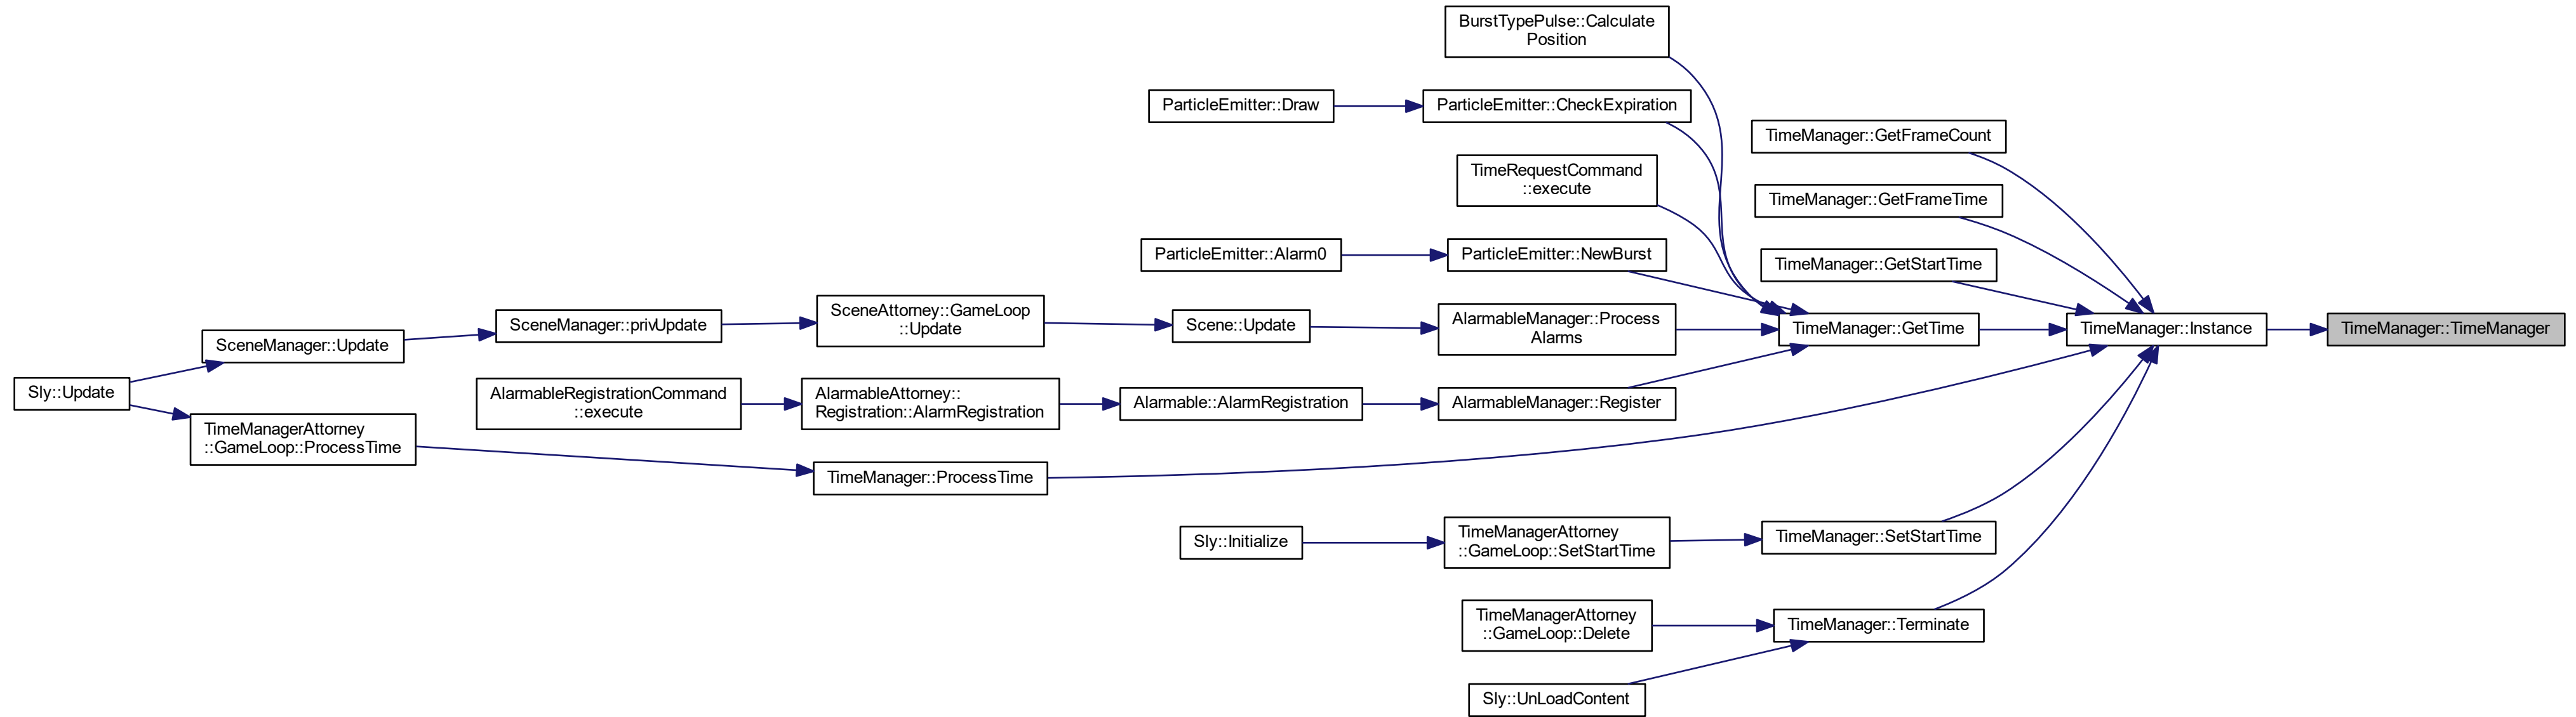 BurstTypePulse::Calculate
Position
ParticleEmitter::Draw
ParticleEmitter::CheckExpiration
TimeManager::GetFrameCount
TimeRequestCommand
::execute
TimeManager::GetFrameTime
ParticleEmitter::Alarm0
ParticleEmitter::NewBurst
TimeManager::GetStartTime
Sly::Update
SceneManager::Update
SceneManager::privUpdate
SceneAttorney::GameLoop
::Update
Scene::Update
AlarmableManager::Process
Alarms
TimeManager::GetTime
TimeManager::Instance
TimeManager::TimeManager
AlarmableRegistrationCommand
::execute
AlarmableAttorney::
Registration::AlarmRegistration
Alarmable::AlarmRegistration
AlarmableManager::Register
TimeManagerAttorney
::GameLoop::ProcessTime
TimeManager::ProcessTime
Sly::Initialize
TimeManagerAttorney
::GameLoop::SetStartTime
TimeManager::SetStartTime
TimeManagerAttorney
::GameLoop::Delete
TimeManager::Terminate
Sly::UnLoadContent